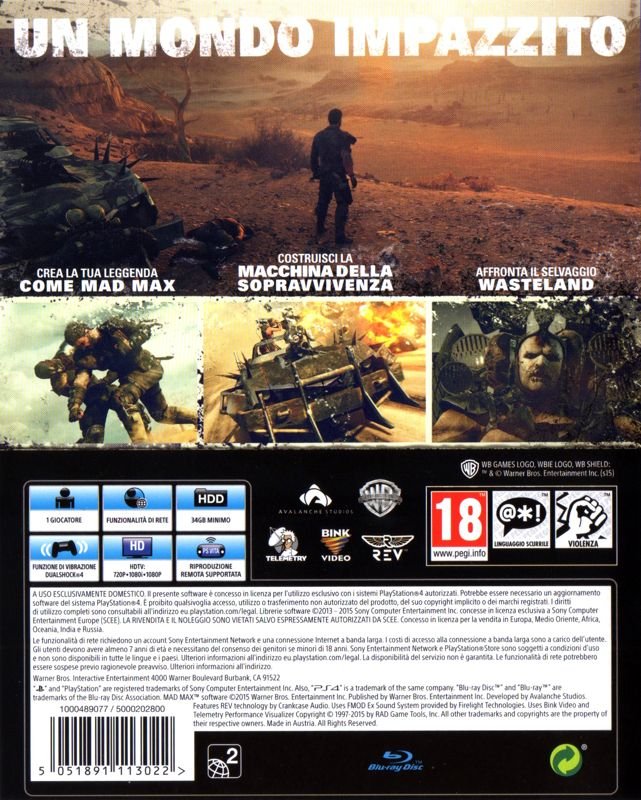 UN MONDO IMPAZZITO
CREA LA TUA LEGGENDA
COME MAD MAX
COSTRUISCI LA
MACCHINA DELLA
SOPRAVVIVENZA
AFFRONTA IL SELVAGGIO
WASTELAND
WB GAMES LOGO, WBIE LOGO, WB SHIELD:
™ & © Warner Bros. Entertainment Inc. (s15)
1 GIOCATORE
FUNZIONALITÀ DI RETE
HDD
34GB MINIMO
FUNZIONE DI VIBRAZIONE
DUALSHOCK®4
HD
HDTV:
720P•1080i•1080P
PS VITA
RIPRODUZIONE
REMOTA SUPPORTATA
AVALANCHE STUDIOS
TELEMETRY
BINK
VIDEO
REV
18
www.pegi.info
LINGUAGGIO SCURRILE
VIOLENZA
A USO ESCLUSIVAMENTE DOMESTICO. Il presente software è concesso in licenza per l'utilizzo esclusivo con i sistemi PlayStation®4 autorizzati. Potrebbe essere necessario un aggiornamento
software del sistema PlayStation®4. È proibito qualsivoglia accesso, utilizzo o trasferimento non autorizzato del prodotto, del suo copyright implicito o dei marchi registrati. I diritti
di utilizzo completi sono consultabili all'indirizzo eu.playstation.com/legal. Librerie software ©2013 - 2015 Sony Computer Entertainment Inc. concesse in licenza esclusiva a Sony Computer
Entertainment Europe (SCEE). LA RIVENDITA E IL NOLEGGIO SONO VIETATI SALVO ESPRESSAMENTE AUTORIZZATI DA SCEE. Concesso in licenza per la vendita in Europa, Medio Oriente, Africa,
Oceania, India e Russia.
Le funzionalità di rete richiedono un account Sony Entertainment Network e una connessione Internet a banda larga. I costi di accesso alla connessione a banda larga sono a carico dell'utente.
Gli utenti devono avere almeno 7 anni di età e necessitano del consenso dei genitori se minori di 18 anni. Sony Entertainment Network e PlayStation®Store sono soggetti a condizioni d'uso
e non sono disponibili in tutte le lingue e i paesi. Ulteriori informazioni all'indirizzo eu.playstation.com/legal. La disponibilità del servizio non è garantita. Le funzionalità di rete potrebbero
essere sospese previo ragionevole preavviso. Ulteriori informazioni all'indirizzo eu.playstation.com.
Warner Bros. Interactive Entertainment 4000 Warner Boulevard Burbank, CA 91522
" " and "PlayStation" are registered trademarks of Sony Computer Entertainment Inc. Also, "PS4" is a trademark of the same company. "Blu-ray Disc™" and "Blu-ray™" are
trademarks of the Blu-ray Disc Association. MAD MAX™ software ©2015 Warner Bros. Entertainment Inc. Published by Warner Bros. Entertainment Inc. Developed by Avalanche Studios.
Features REV technology by Crankcase Audio. Uses FMOD Ex Sound System provided by Firelight Technologies. Uses Bink Video and
Telemetry Performance Visualizer Copyright © 1997-2015 by RAD Game Tools, Inc. All other trademarks and copyrights are the property of
their respective owners. Made in Austria. All Rights Reserved.
1000489077 / 5000202800
5 051891 113022 >
2
Blu-ray Disc